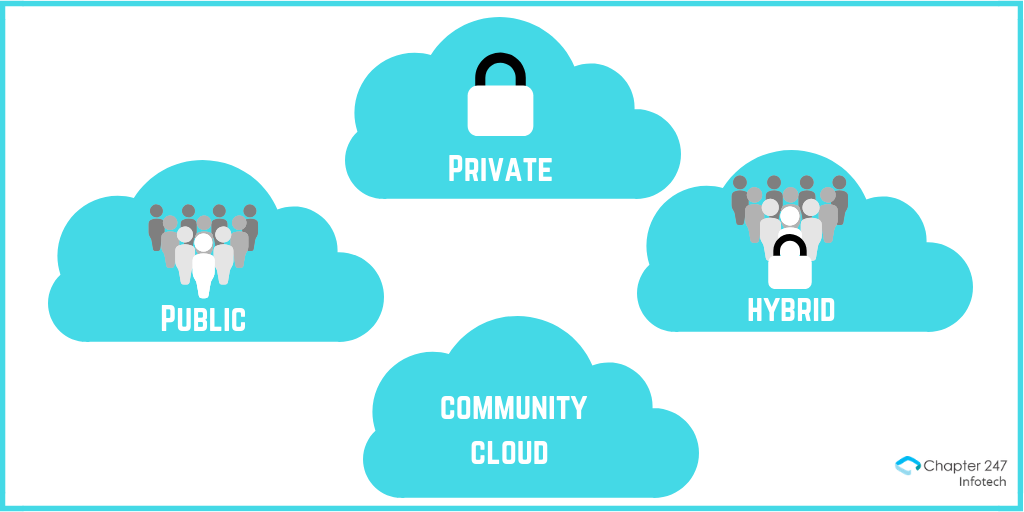 Private
Public
hybrid
community
cloud
Chapter 247
Infotech